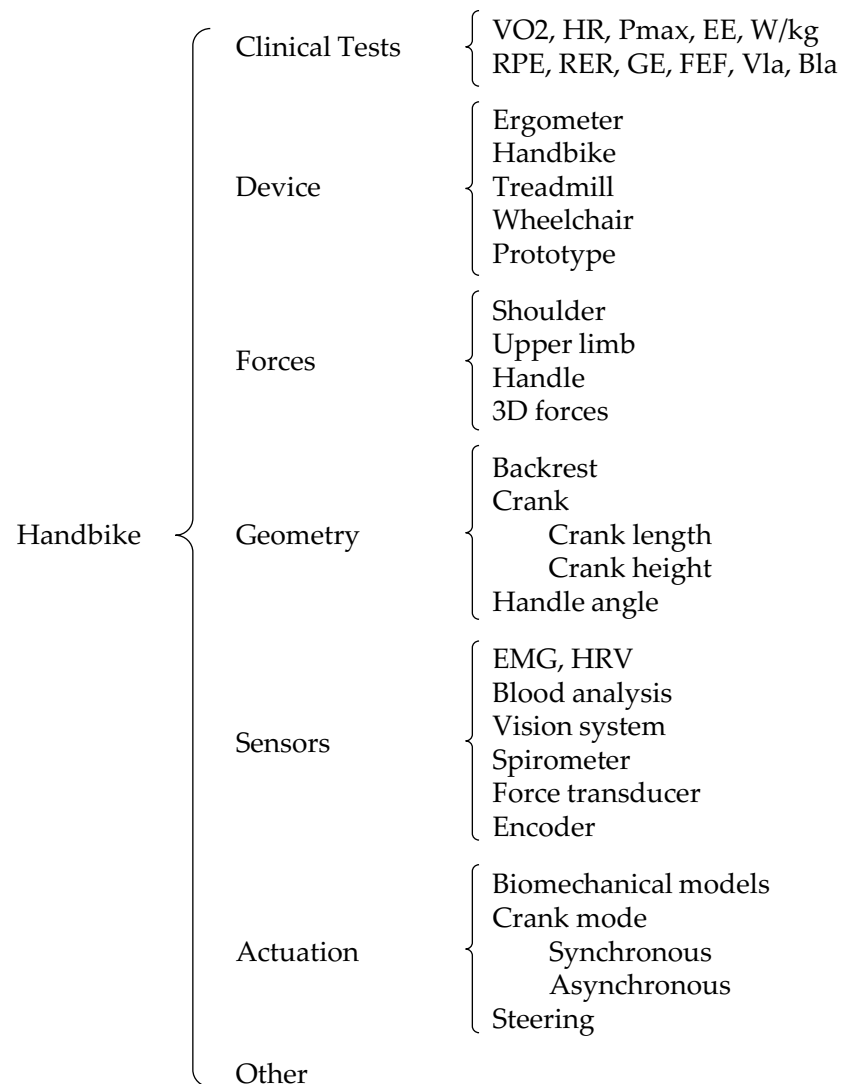 Clinical Tests
VO2, HR, Pmax, EE, W/kg
RPE, RER, GE, FEF, Vla, Bla
Device
Ergometer
Handbike
Treadmill
Wheelchair
Prototype
Forces
Shoulder
Upper limb
Handle
3D forces
Handbike
Geometry
Backrest
Crank
Crank length
Crank height
Handle angle
Sensors
EMG, HRV
Blood analysis
Vision system
Spirometer
Force transducer
Encoder
Actuation
Biomechanical models
Crank mode
Synchronous
Asynchronous
Steering
Other